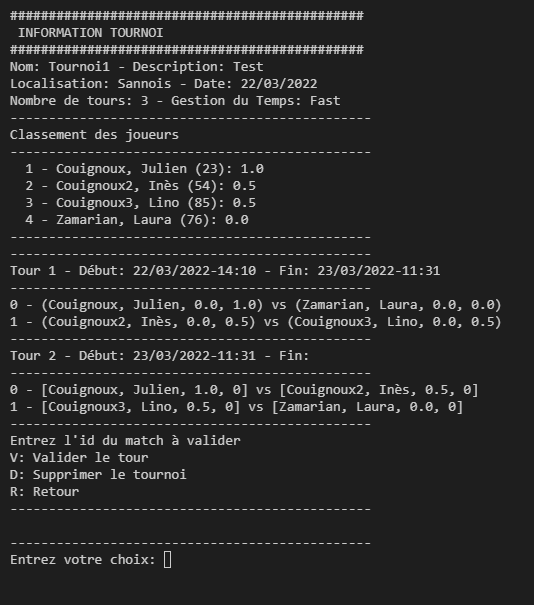 ##############################################
 INFORMATION TOURNOI
##############################################
Nom: Tournoi1 - Description: Test
Localisation: Sannois - Date: 22/03/2022
Nombre de tours: 3 - Gestion du Temps: Fast
-----------------------------------------------
Classement des joueurs
-----------------------------------------------
  1 - Couignoux, Julien (23): 1.0
  2 - Couignoux2, Inès (54): 0.5
  3 - Couignoux3, Lino (85): 0.5
  4 - Zamarian, Laura (76): 0.0
-----------------------------------------------
-----------------------------------------------
Tour 1 - Début: 22/03/2022-14:10 - Fin: 23/03/2022-11:31
-----------------------------------------------
0 - (Couignoux, Julien, 0.0, 1.0) vs (Zamarian, Laura, 0.0, 0.0)
1 - (Couignoux2, Inès, 0.0, 0.5) vs (Couignoux3, Lino, 0.0, 0.5)
-----------------------------------------------
Tour 2 - Début: 23/03/2022-11:31 - Fin:
-----------------------------------------------
0 - [Couignoux, Julien, 1.0, 0] vs [Couignoux2, Inès, 0.5, 0]
1 - [Couignoux3, Lino, 0.5, 0] vs [Zamarian, Laura, 0.0, 0]
-----------------------------------------------
Entrez l'id du match à valider
V: Valider le tour
D: Supprimer le tournoi
R: Retour
-----------------------------------------------

-----------------------------------------------
Entrez votre choix: